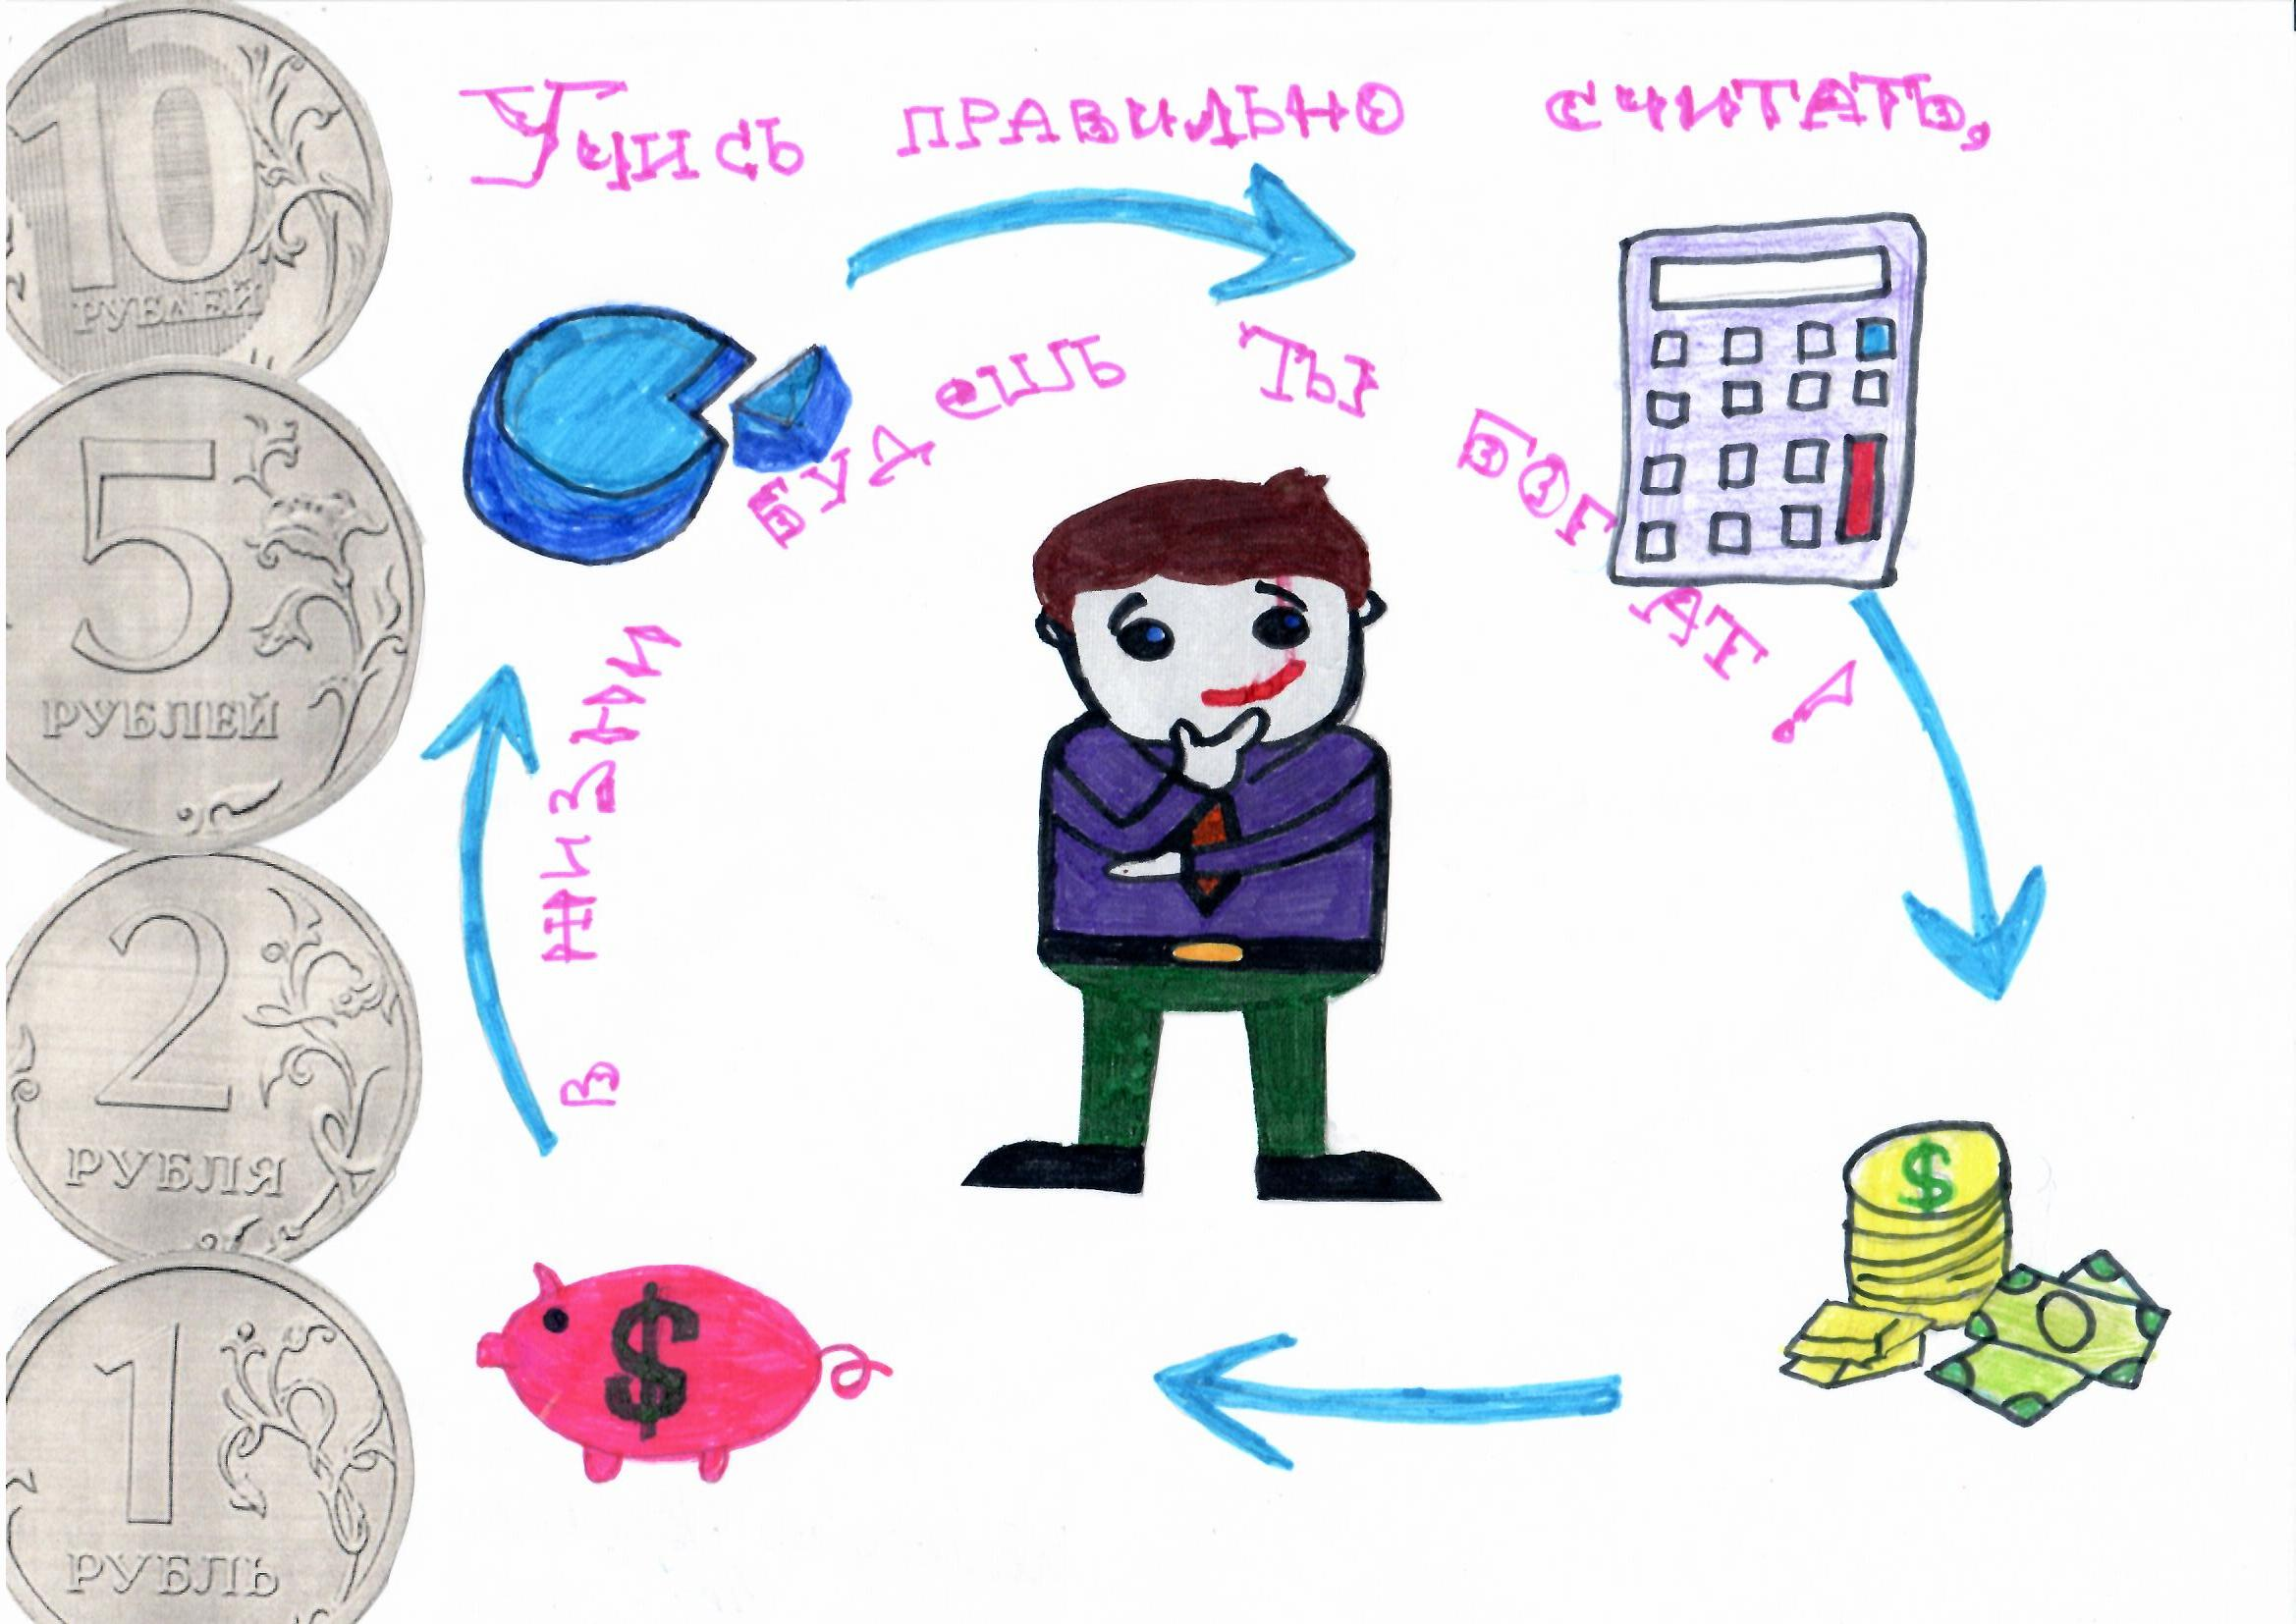 Учись правильно считать,
в жизни будешь ты богат!
10
РУБЛЕЙ
5
РУБЛЕЙ
2
РУБЛЯ
1
РУБЛЬ
$
$